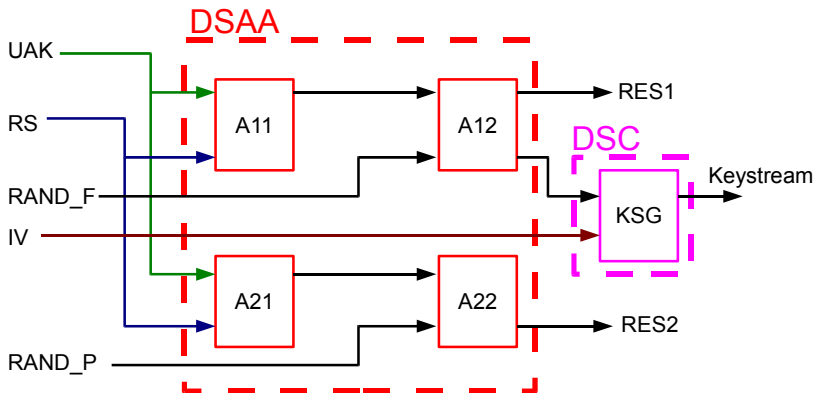 DSAA
UAK
A11
A12
RES1
RS
DSC
RAND_F
KSG
Keystream
IV
A21
A22
RES2
RAND_P